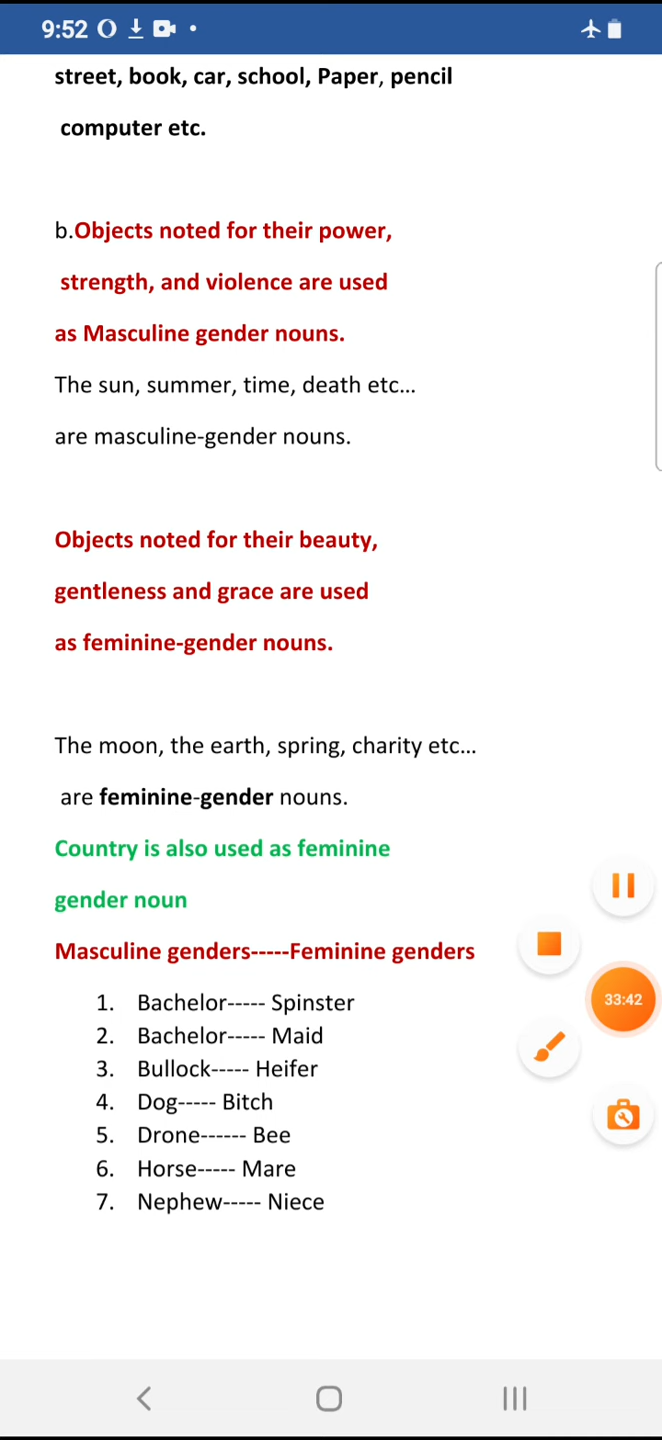 9:52
street, book, car, school, Paper, pencil
computer etc.
b.Objects noted for their power,
strength, and violence are used
as Masculine gender nouns.
The sun, summer, time, death etc...
are masculine-gender nouns.
Objects noted for their beauty,
gentleness and grace are used
as feminine-gender nouns.
The moon, the earth, spring, charity etc...
are feminine-gender nouns.
Country is also used as feminine
gender noun
Masculine genders-----Feminine genders
1. Bachelor----- Spinster
2. Bachelor----- Maid
3. Bullock----- Heifer
33:42
4. Dog----- Bitch
5. Drone------ Bee
6. Horse----- Mare
7. Nephew----- Niece